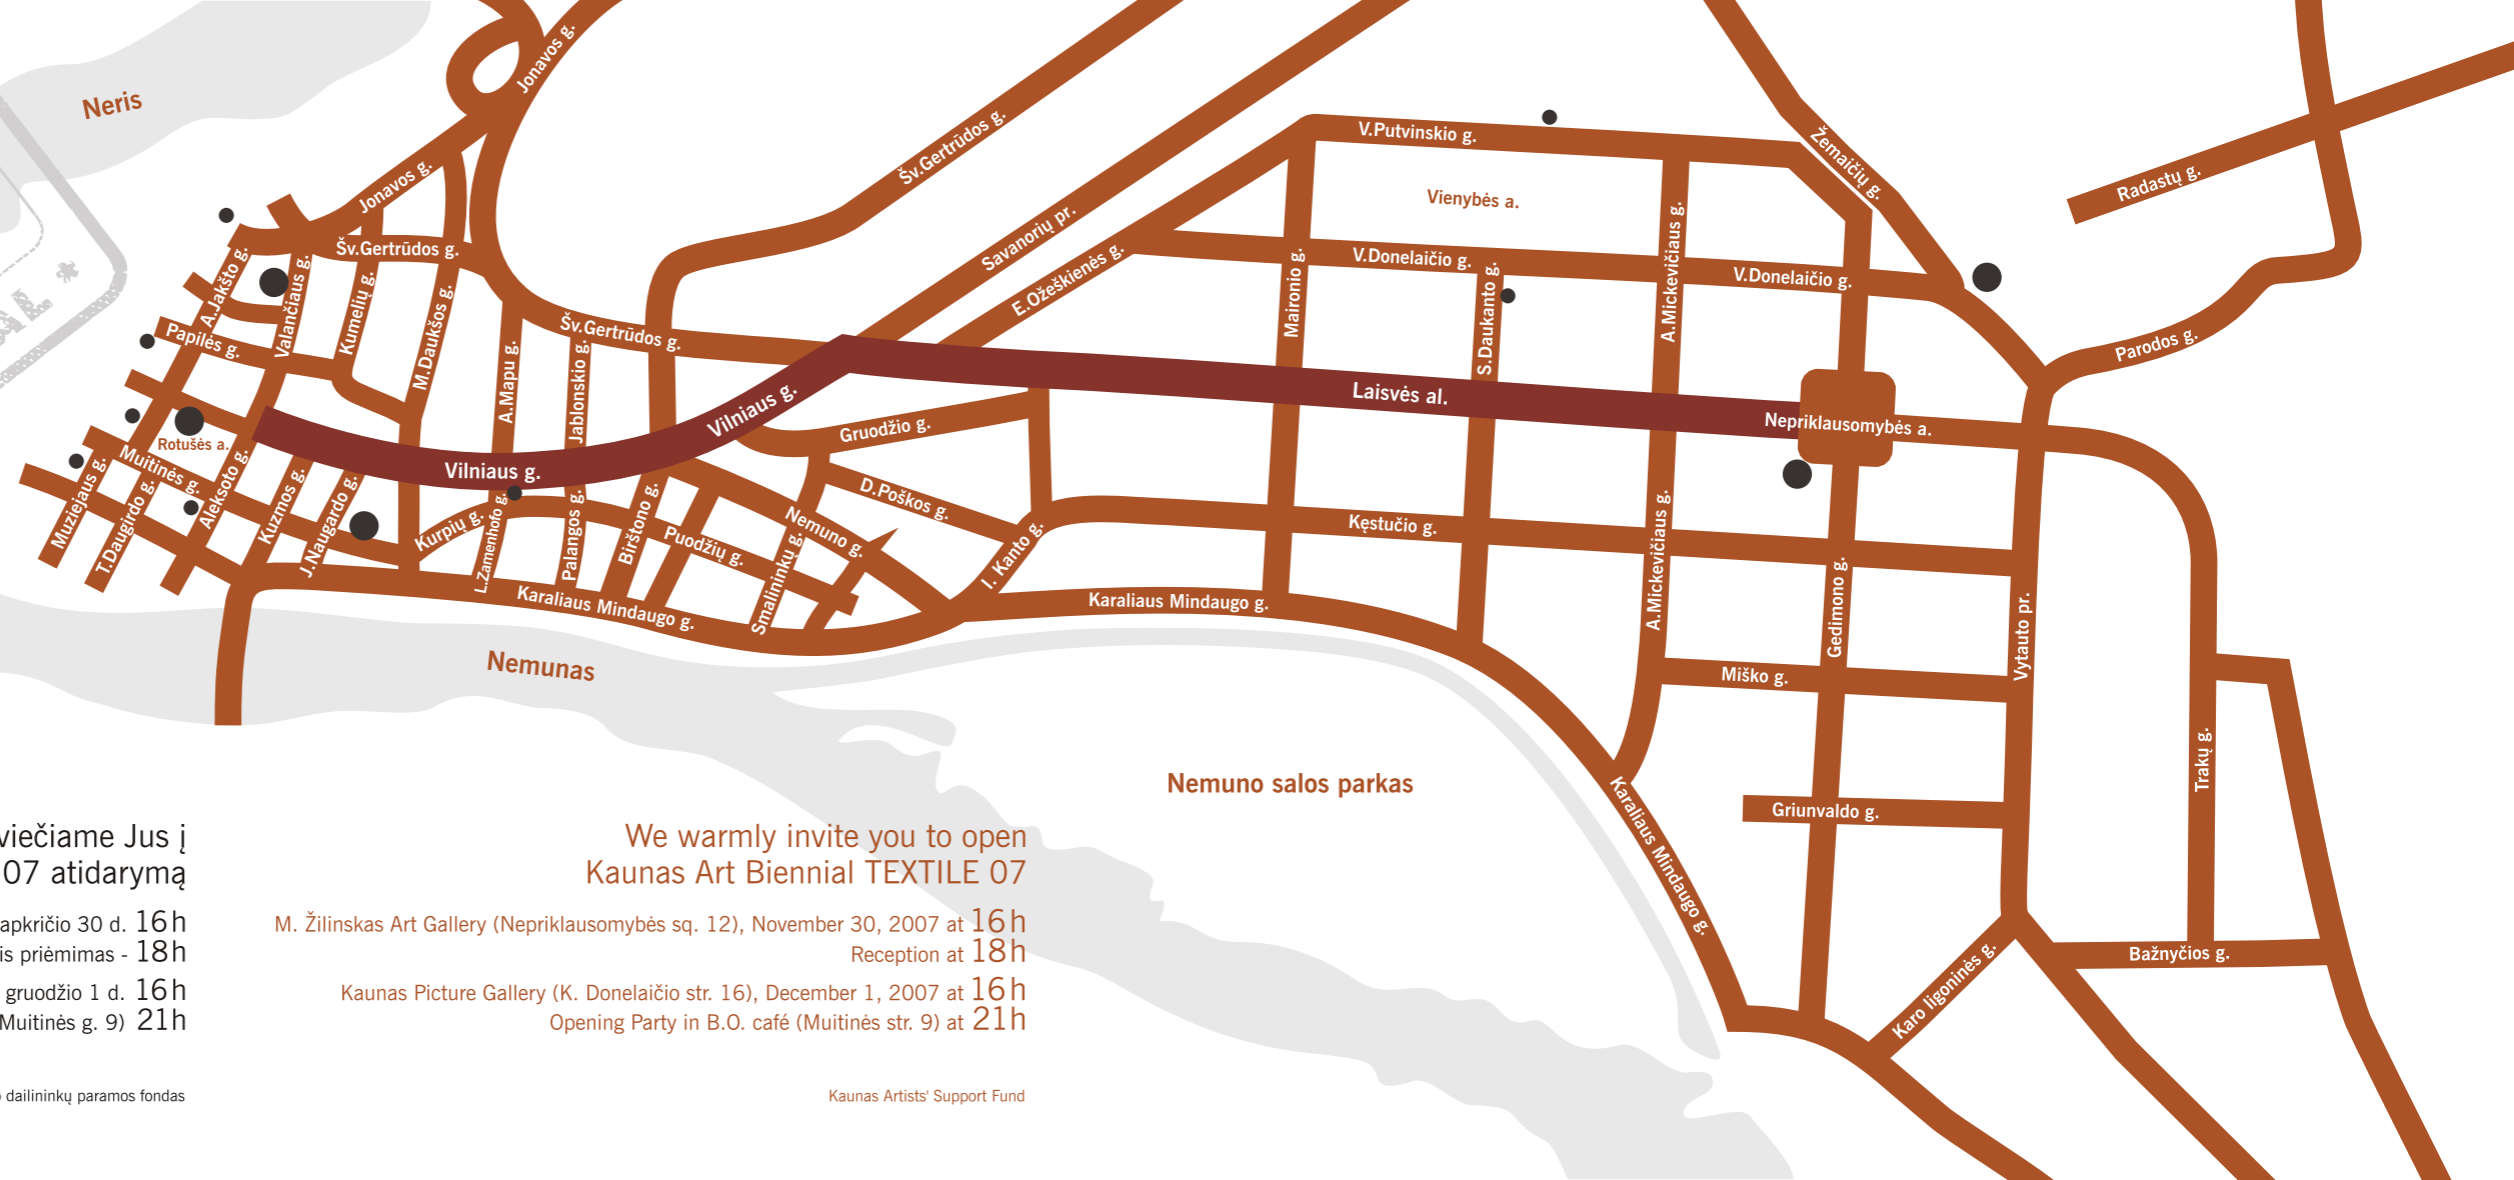 Neris
Jonavos g.
Jonavos g.
Šv.Gertrūdos g.
Šv.Gertrūdos g.
Šv.Gertrūdos g.
Savanorių pr.
E.Ožeškienės g.
V.Putvinskio g.
Vienybės a.
Žemaičių g.
Radastų g.
Parodos g.
V.Donelaičio g.
V.Donelaičio g.
Maironio g.
S.Daukanto g.
A.Mickevičiaus g.
A.Mickevičiaus g.
A.Jakšto g.
Valančiaus g.
Kumelių g.
M.Daukšos g.
Papilės g.
A.Mapu g.
Jablonskio g.
Vilniaus g.
Vilniaus g.
Laisvės al.
Nepriklausomybės a.
Rotušės a.
Muitinės g.
Muziejaus g.
T.Daugirdo g.
Aleksoto g.
Kuzmos g.
J.Naugardo g.
Kurpių g.
L.Zamenhofo g.
Palangos g.
Birštono g.
Puodžių g.
Smalininkų g.
Nemuno g.
Gruodžio g.
D.Poškos g.
I. Kanto g.
Kęstučio g.
Karaliaus Mindaugo g.
Karaliaus Mindaugo g.
Karaliaus Mindaugo g.
Gedimono g.
Vytauto pr.
Miško g.
Griunvaldo g.
Trakų g.
Bažnyčios g.
Karo ligoninės g.
Nemunas
Nemuno salos parkas
viečiame Jus į
07 atidarymą
apkričio 30 d. 16h
is priėmimas - 18h
gruodžio 1 d. 16h
Muitinės g. 9) 21h
dailininkų paramos fondas
We warmly invite you to open
Kaunas Art Biennial TEXTILE 07
M. Žilinskas Art Gallery (Nepriklausomybės sq. 12), November 30, 2007 at 16h
Reception at 18h
Kaunas Picture Gallery (K. Donelaičio str. 16), December 1, 2007 at 16h
Opening Party in B.O. café (Muitinės str. 9) at 21h
Kaunas Artists' Support Fund